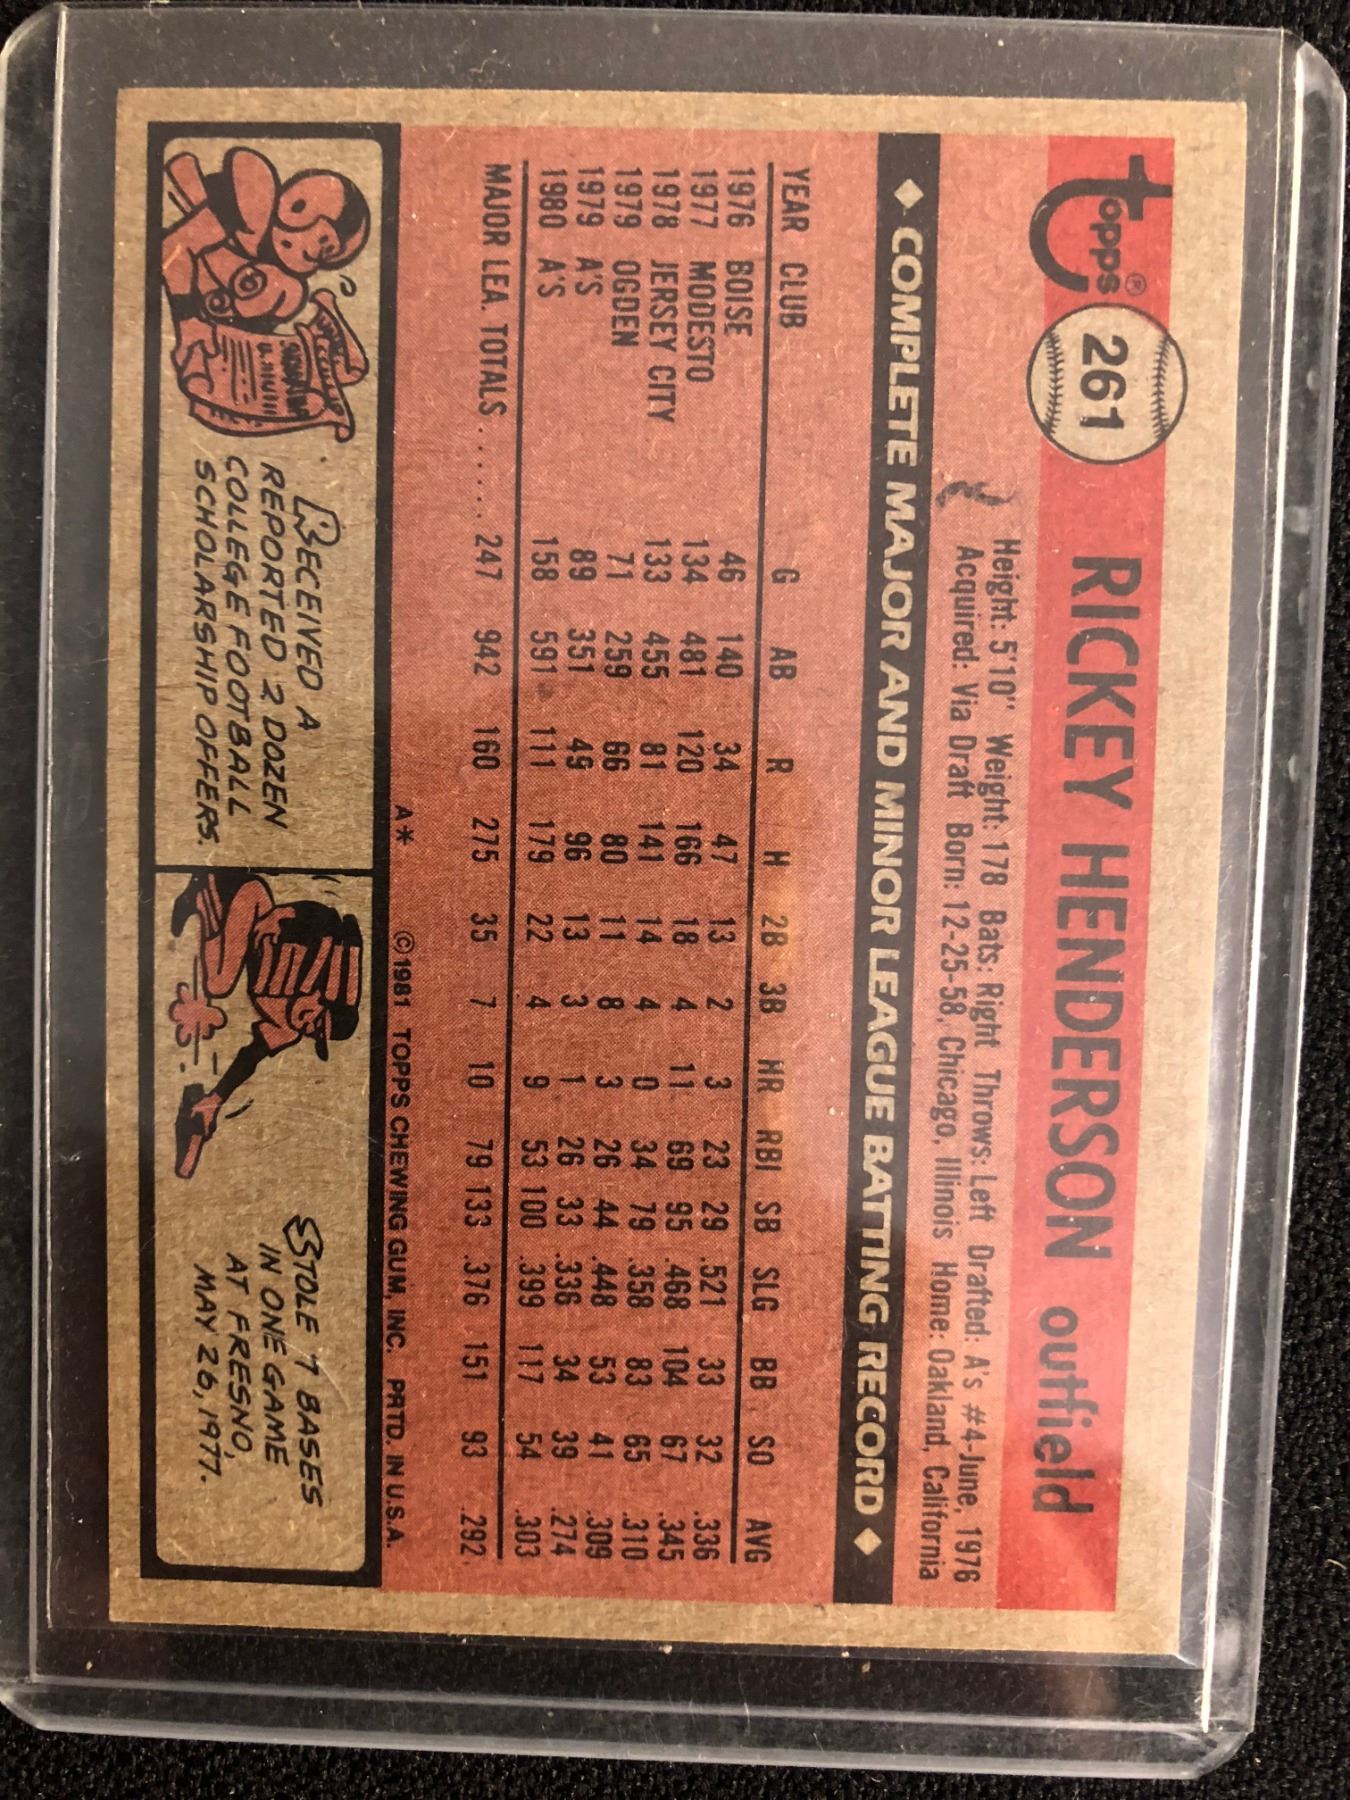 topps®
261
RICKEY HENDERSON outfield
Height: 5'10" Weight: 178 Bats: Right Throws: Left Drafted: A's #4-June, 1976
Acquired: Via Draft Born: 12-25-58, Chicago, Illinois Home: Oakland, California
◆ COMPLETE MAJOR AND MINOR LEAGUE BATTING RECORD ◆
YEAR CLUB G AB R H 2B 3B HR RBI SB SLG BB SO AVG
1976 BOISE 46 140 34 47 13 2 3 23 29 .521 33 32 .336
1977 MODESTO 134 481 120 166 18 4 11 69 95 .468 104 67 .345
1978 JERSEY CITY 133 455 81 141 14 4 0 34 79 .358 83 65 .310
1979 OGDEN 71 259 66 80 11 8 3 26 44 .448 53 41 .309
1979 A'S 89 351 49 96 13 3 1 26 33 .336 34 39 .274
1980 A'S 158 591 111 179 22 4 9 53 100 .399 117 54 .303
MAJOR LEA. TOTALS ...... 247 942 160 275 35 7 10 79 133 .376 151 93 .292
A* ©1981 TOPPS CHEWING GUM, INC. PRTD. IN U.S.A.
RECEIVED A
REPORTED 2 DOZEN
COLLEGE FOOTBALL
SCHOLARSHIP OFFERS.
STOLE 7 BASES
IN ONE GAME
AT FRESNO,
MAY 26, 1977.